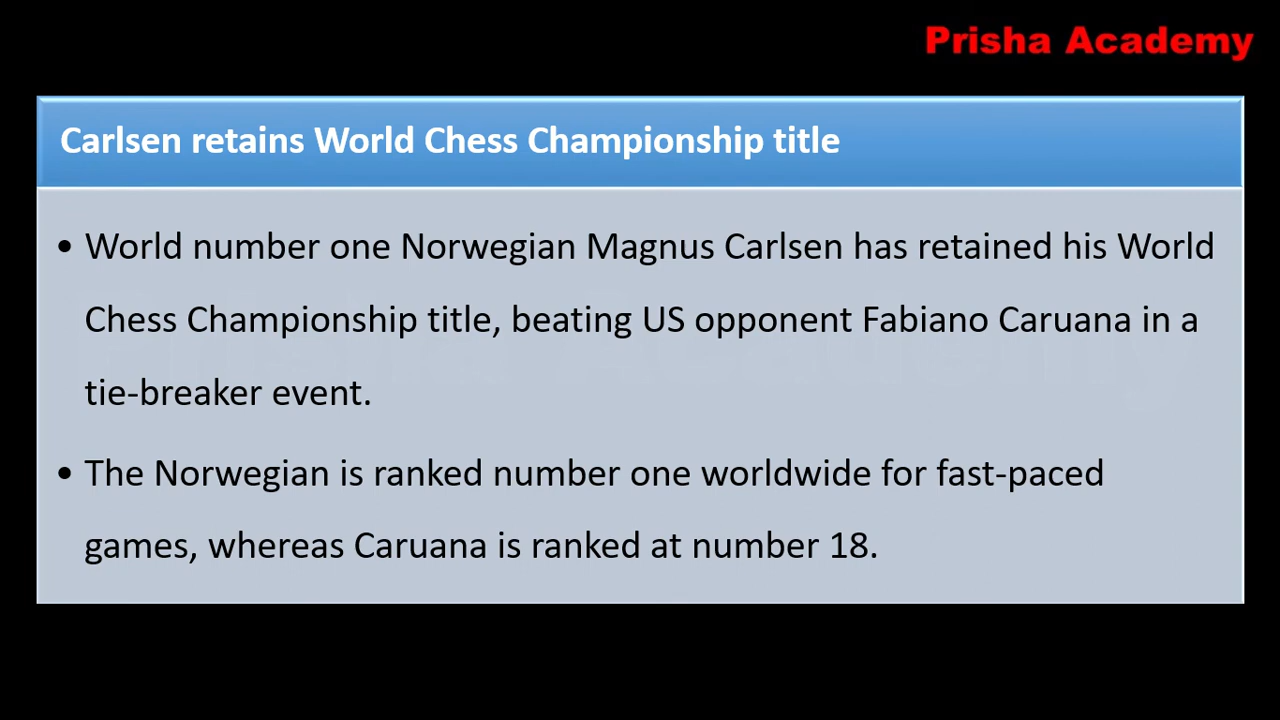 Prisha Academy
Carlsen retains World Chess Championship title
• World number one Norwegian Magnus Carlsen has retained his World
Chess Championship title, beating US opponent Fabiano Caruana in a
tie-breaker event.
• The Norwegian is ranked number one worldwide for fast-paced
games, whereas Caruana is ranked at number 18.